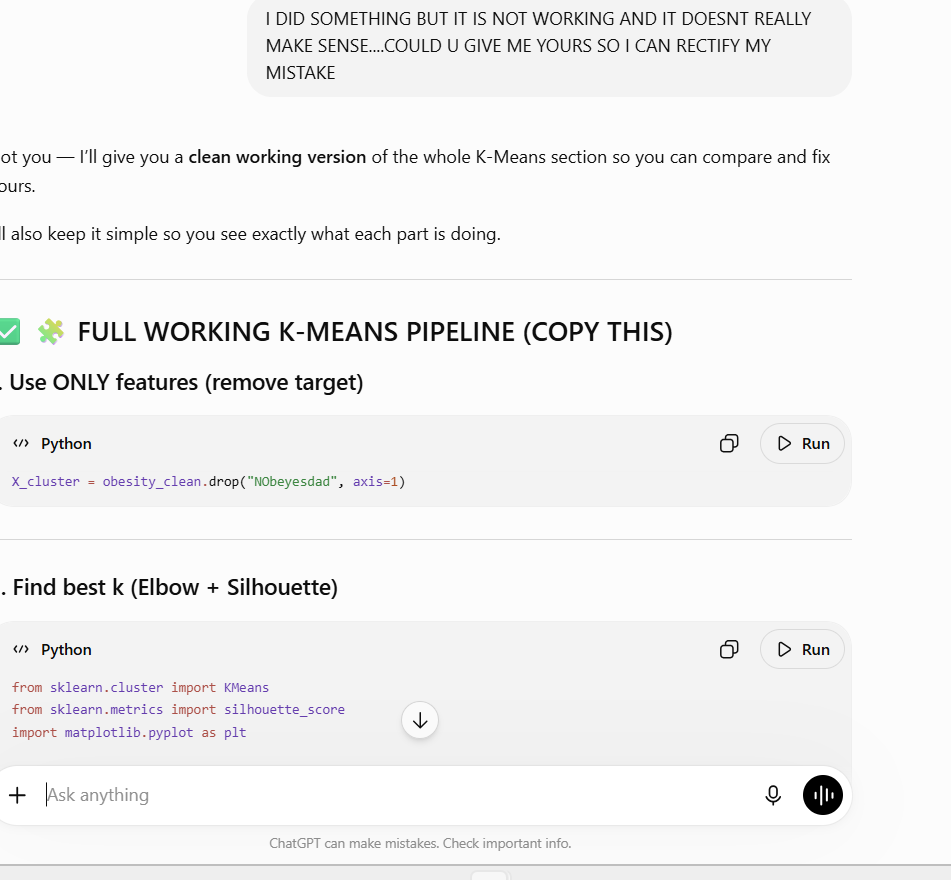 I DID SOMETHING BUT IT IS NOT WORKING AND IT DOESNT REALLY
MAKE SENSE....COULD U GIVE ME YOURS SO I CAN RECTIFY MY
MISTAKE
ot you — I'll give you a clean working version of the whole K-Means section so you can compare and fix
ours.
ll also keep it simple so you see exactly what each part is doing.
FULL WORKING K-MEANS PIPELINE (COPY THIS)
. Use ONLY features (remove target)
Python
Run
X_cluster = obesity_clean.drop("NObeyesdad", axis=1)
. Find best k (Elbow + Silhouette)
Python
Run
from sklearn.cluster import KMeans
from sklearn.metrics import silhouette_score
import matplotlib.pyplot as plt
Ask anything
ChatGPT can make mistakes. Check important info.